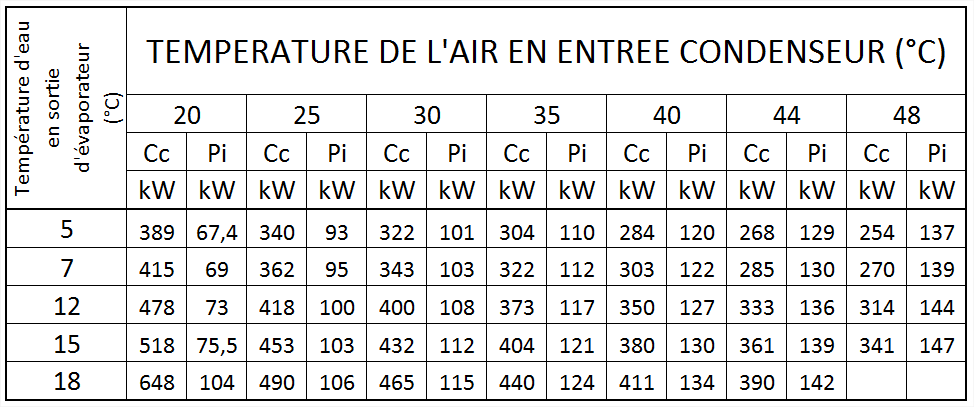 Température d'eau
en sortie
d'évaporateur
(°C)
TEMPERATURE DE L'AIR EN ENTREE CONDENSEUR (°C)
20 25 30 35 40 44 48
Cc Pi Cc Pi Cc Pi Cc Pi Cc Pi Cc Pi Cc Pi
kW kW kW kW kW kW kW kW kW kW kW kW kW kW
5 389 67,4 340 93 322 101 304 110 284 120 268 129 254 137
7 415 69 362 95 343 103 322 112 303 122 285 130 270 139
12 478 73 418 100 400 108 373 117 350 127 333 136 314 144
15 518 75,5 453 103 432 112 404 121 380 130 361 139 341 147
18 648 104 490 106 465 115 440 124 411 134 390 142